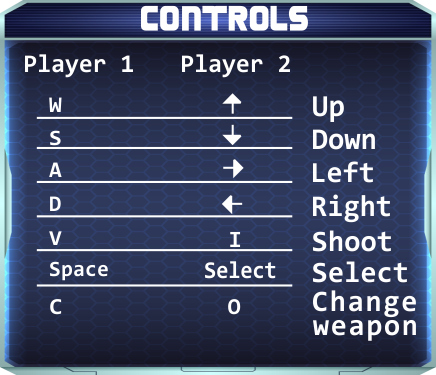 CONTROLS
Player 1 Player 2
W ↑ Up
S ↓ Down
A → Left
D ← Right
V I Shoot
Space Select Select
C O Change
weapon